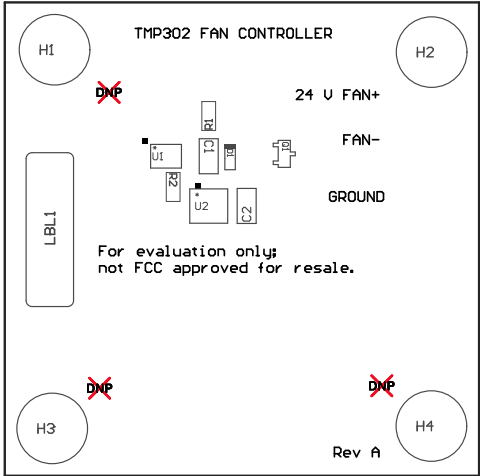 TMP302 FAN CONTROLLER
H1
H2
DNP
24 V FAN+
R1
FAN-
C1
D1
Q1
U1
R2
GROUND
U2
C2
LBL1
For evaluation only;
not FCC approved for resale.
DNP
DNP
H3
H4
Rev A